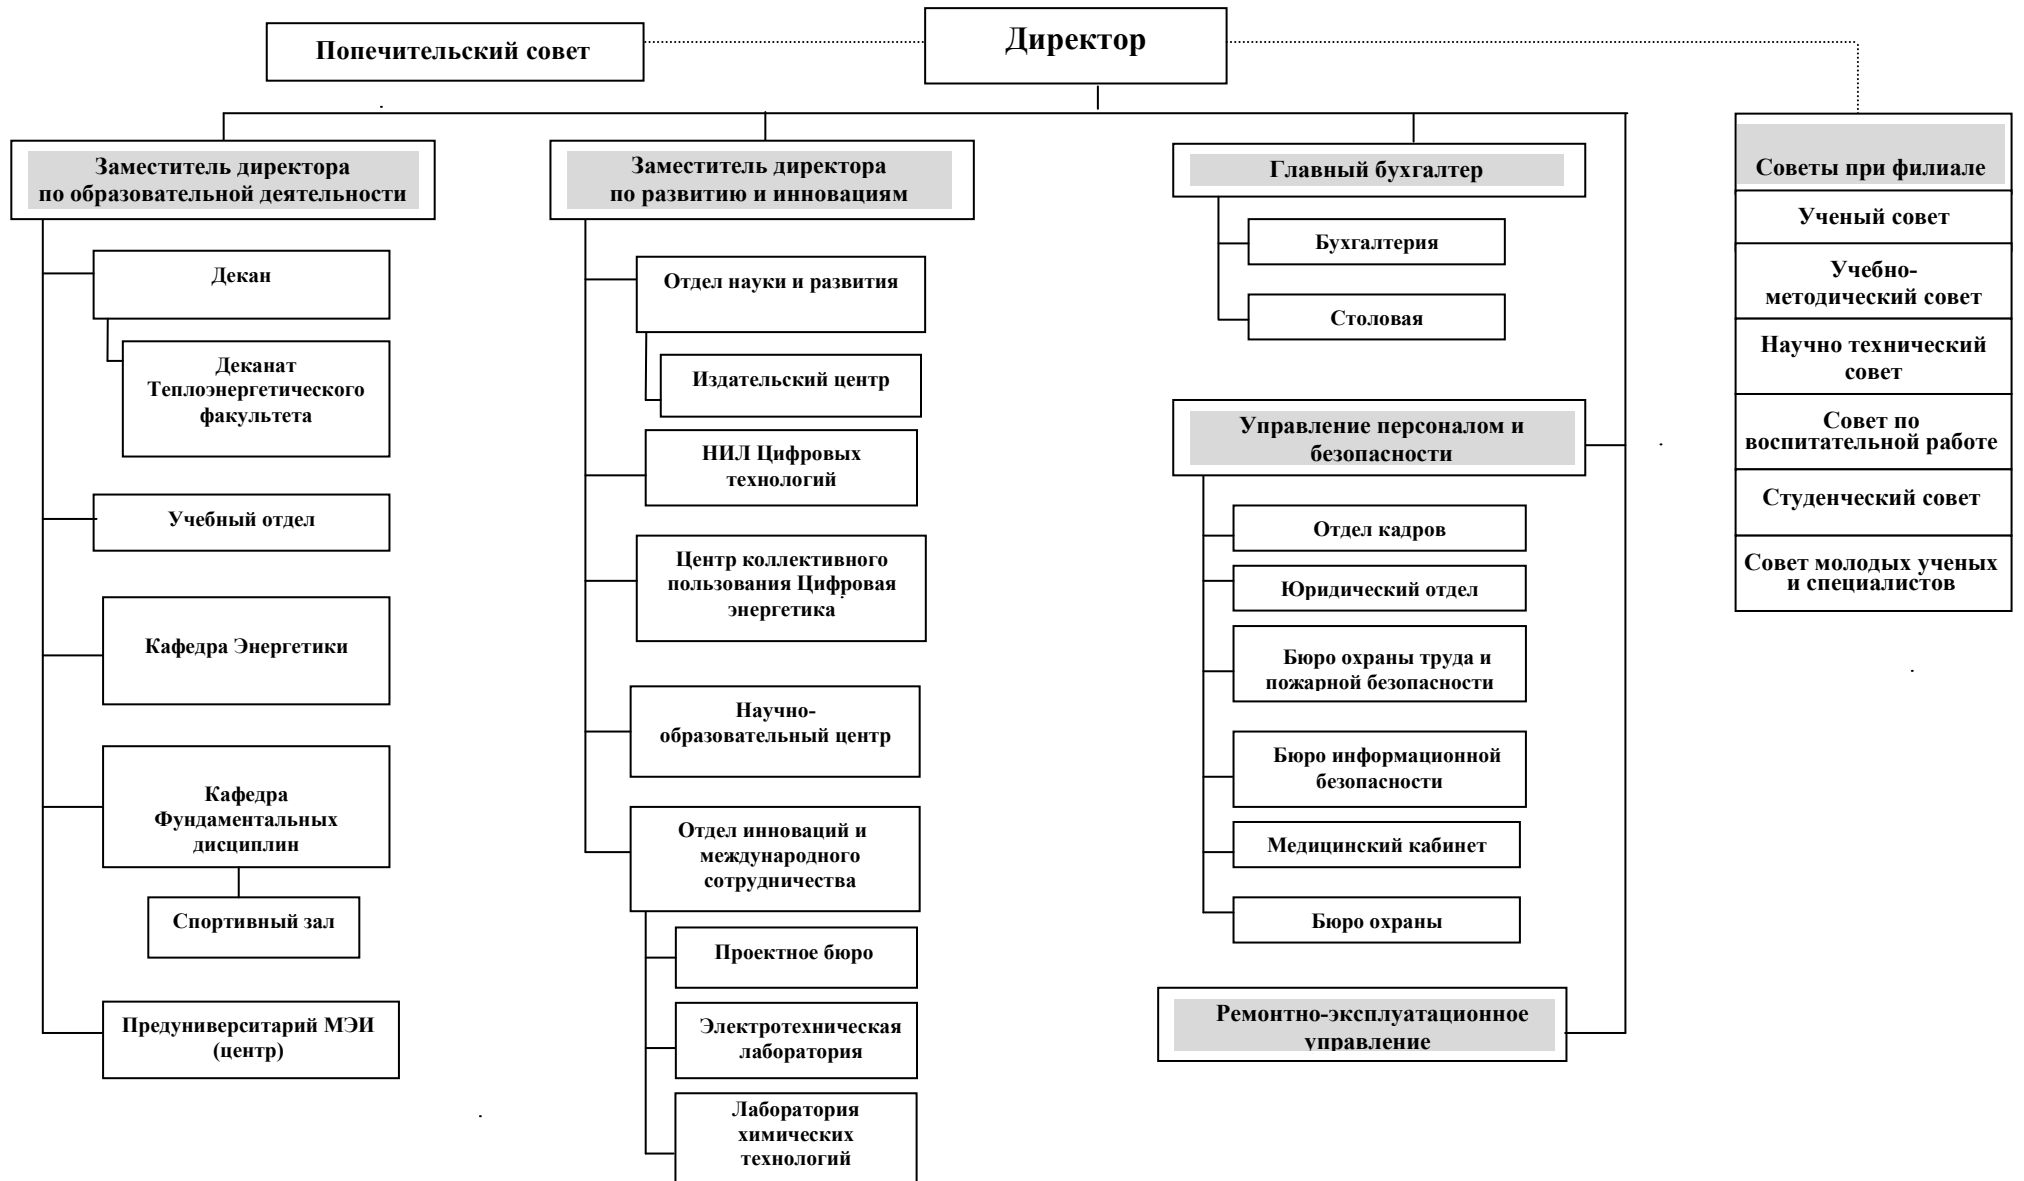 Попечительский совет
Директор
Заместитель директора
по образовательной деятельности
Декан
Деканат
Теплоэнергетического
факультета
Учебный отдел
Кафедра Энергетики
Кафедра
Фундаментальных
дисциплин
Спортивный зал
Предуниверситарий МЭИ
(центр)
Заместитель директора
по развитию и инновациям
Отдел науки и развития
Издательский центр
НИЛ Цифровых
технологий
Центр коллективного
пользования Цифровая
энергетика
Научно-
образовательный центр
Отдел инноваций и
международного
сотрудничества
Проектное бюро
Электротехническая
лаборатория
Лаборатория
химических
технологий
Главный бухгалтер
Бухгалтерия
Столовая
Управление персоналом и
безопасности
Отдел кадров
Юридический отдел
Бюро охраны труда и
пожарной безопасности
Бюро информационной
безопасности
Медицинский кабинет
Бюро охраны
Ремонтно-эксплуатационное
управление
Советы при филиале
Ученый совет
Учебно-
методический совет
Научно технический
совет
Совет по
воспитательной работе
Студенческий совет
Совет молодых ученых
и специалистов